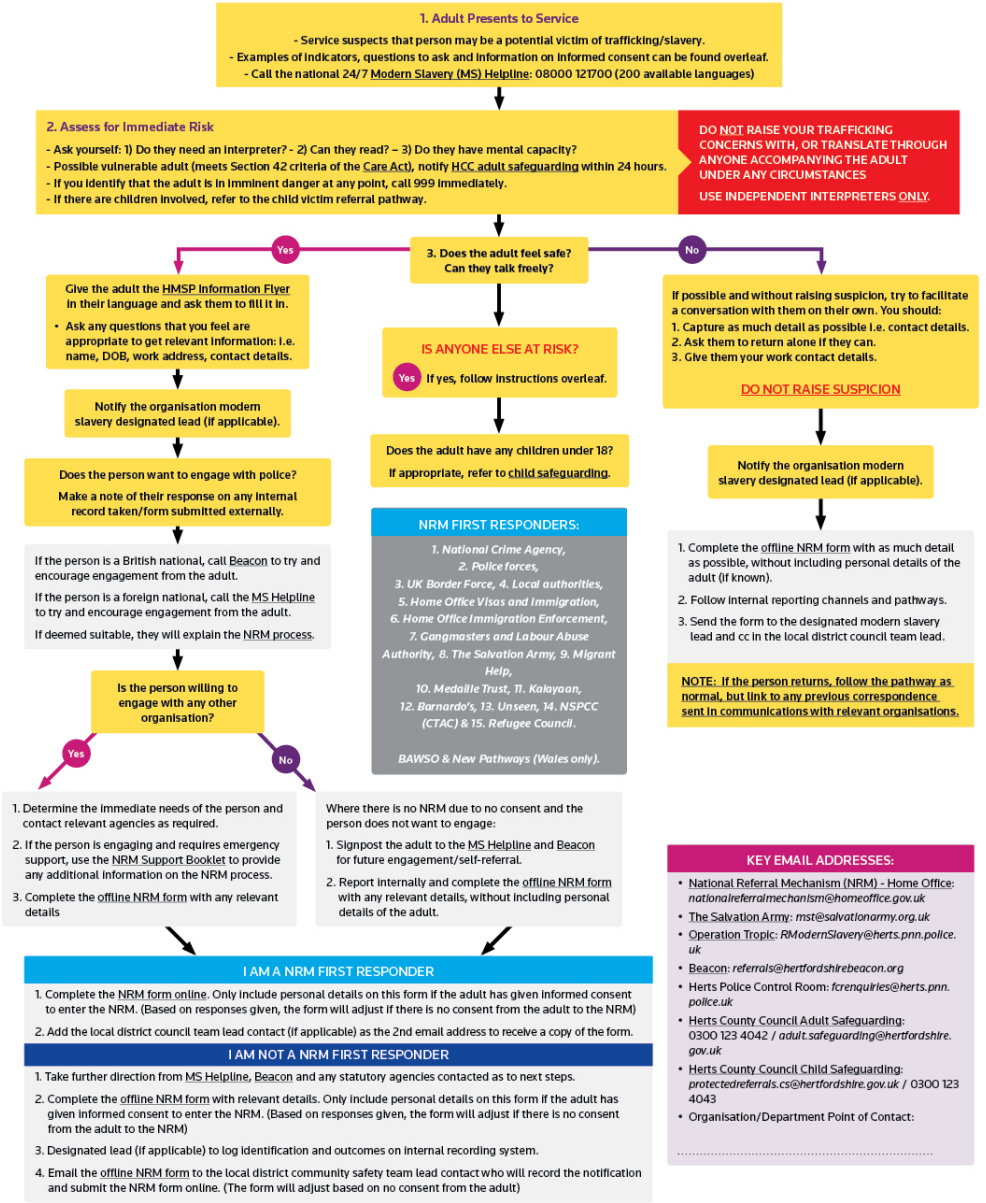 1. Adult Presents to Service
- Service suspects that person may be a potential victim of trafficking/slavery.
- Examples of indicators, questions to ask and information on informed consent can be found overleaf.
- Call the national 24/7 Modern Slavery (MS) Helpline: 08000 121700 (200 available languages)
2. Assess for Immediate Risk
- Ask yourself: 1) Do they need an interpreter? - 2) Can they read? – 3) Do they have mental capacity?
- Possible vulnerable adult (meets Section 42 criteria of the Care Act), notify HCC adult safeguarding within 24 hours.
- If you identify that the adult is in imminent danger at any point, call 999 immediately.
- If there are children involved, refer to the child victim referral pathway.
DO NOT RAISE YOUR TRAFFICKING
CONCERNS WITH, OR TRANSLATE THROUGH
ANYONE ACCOMPANYING THE ADULT
UNDER ANY CIRCUMSTANCES
USE INDEPENDENT INTERPRETERS ONLY.
Yes
3. Does the adult feel safe?
Can they talk freely?
No
Give the adult the HMSP Information Flyer
in their language and ask them to fill it in.
• Ask any questions that you feel are
appropriate to get relevant information: i.e.
name, DOB, work address, contact details.
Notify the organisation modern
slavery designated lead (if applicable).
Does the person want to engage with police?
Make a note of their response on any internal
record taken/form submitted externally.
If the person is a British national, call Beacon to try and
encourage engagement from the adult.
If the person is a foreign national, call the MS Helpline
to try and encourage engagement from the adult.
If deemed suitable, they will explain the NRM process.
Is the person willing to
engage with any other
organisation?
Yes
No
IS ANYONE ELSE AT RISK?
Yes
If yes, follow instructions overleaf.
Does the adult have any children under 18?
If appropriate, refer to child safeguarding.
NRM FIRST RESPONDERS:
1. National Crime Agency,
2. Police forces,
3. UK Border Force, 4. Local authorities,
5. Home Office Visas and Immigration,
6. Home Office Immigration Enforcement,
7. Gangmasters and Labour Abuse
Authority, 8. The Salvation Army, 9. Migrant
Help,
10. Medaille Trust, 11. Kalayaan,
12. Barnardo's, 13. Unseen, 14. NSPCC
(CTAC) & 15. Refugee Council.
BAWSO & New Pathways (Wales only).
If possible and without raising suspicion, try to facilitate
a conversation with them on their own. You should:
1. Capture as much detail as possible i.e. contact details.
2. Ask them to return alone if they can.
3. Give them your work contact details.
DO NOT RAISE SUSPICION
Notify the organisation modern
slavery designated lead (if applicable).
1. Complete the offline NRM form with as much detail
as possible, without including personal details of the
adult (if known).
2. Follow internal reporting channels and pathways.
3. Send the form to the designated modern slavery
lead and cc in the local district council team lead.
NOTE: If the person returns, follow the pathway as
normal, but link to any previous correspondence
sent in communications with relevant organisations.
1. Determine the immediate needs of the person and
contact relevant agencies as required.
2. If the person is engaging and requires emergency
support, use the NRM Support Booklet to provide
any additional information on the NRM process.
3. Complete the offline NRM form with any relevant
details
Where there is no NRM due to no consent and the
person does not want to engage:
1. Signpost the adult to the MS Helpline and Beacon
for future engagement/self-referral.
2. Report internally and complete the offline NRM form
with any relevant details, without including personal
details of the adult.
I AM A NRM FIRST RESPONDER
1. Complete the NRM form online. Only include personal details on this form if the adult has given informed consent
to enter the NRM. (Based on responses given, the form will adjust if there is no consent from the adult to the NRM)
2. Add the local district council team lead contact (if applicable) as the 2nd email address to receive a copy of the form.
I AM NOT A NRM FIRST RESPONDER
1. Take further direction from MS Helpline, Beacon and any statutory agencies contacted as to next steps.
2. Complete the offline NRM form with relevant details. Only include personal details on this form if the adult has
given informed consent to enter the NRM. (Based on responses given, the form will adjust if there is no consent
from the adult to the NRM)
3. Designated lead (if applicable) to log identification and outcomes on internal recording system.
4. Email the offline NRM form to the local district community safety team lead contact who will record the notification
and submit the NRM form online. (The form will adjust based on no consent from the adult)
KEY EMAIL ADDRESSES:
• National Referral Mechanism (NRM) - Home Office:
nationalreferralmechanism@homeoffice.gov.uk
• The Salvation Army: mst@salvationarmy.org.uk
• Operation Tropic: RModernSlavery@herts.pnn.police.
uk
• Beacon: referrals@hertfordshirebeacon.org
• Herts Police Control Room: fcrenquiries@herts.pnn.
police.uk
• Herts County Council Adult Safeguarding:
0300 123 4042 / adult.safeguarding@hertfordshire.
gov.uk
• Herts County Council Child Safeguarding:
protectedreferrals.cs@hertfordshire.gov.uk / 0300 123
4043
• Organisation/Department Point of Contact:
......................................................................